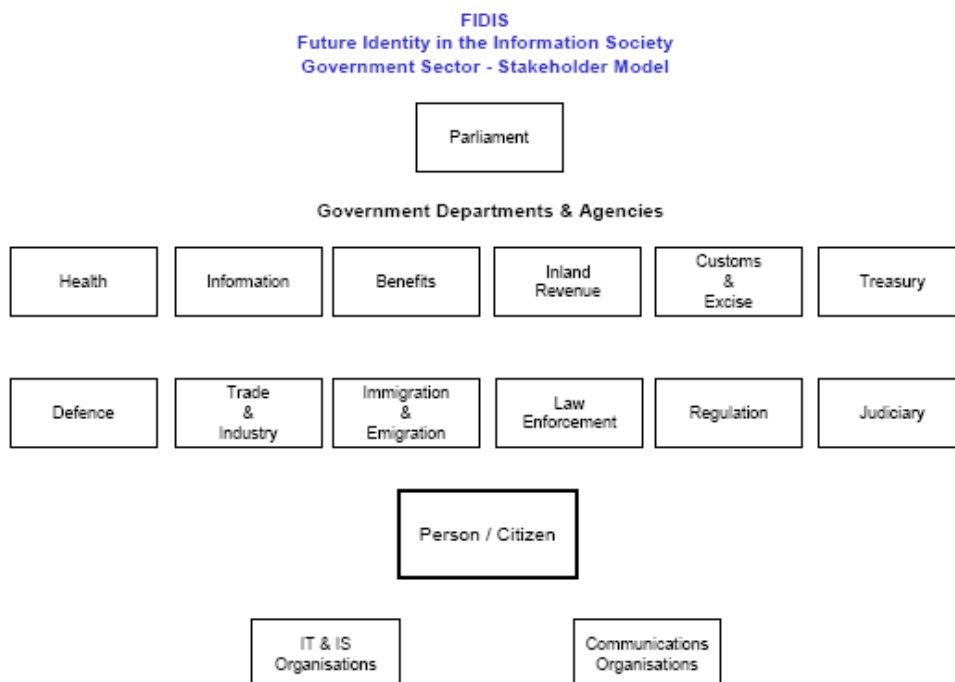 FIDIS
Future Identity in the Information Society
Government Sector - Stakeholder Model
Parliament
Government Departments & Agencies
Health
Information
Benefits
Inland
Revenue
Customs
&
Excise
Treasury
Defence
Trade
&
Industry
Immigration
&
Emigration
Law
Enforcement
Regulation
Judiciary
Person / Citizen
IT & IS
Organisations
Communications
Organisations